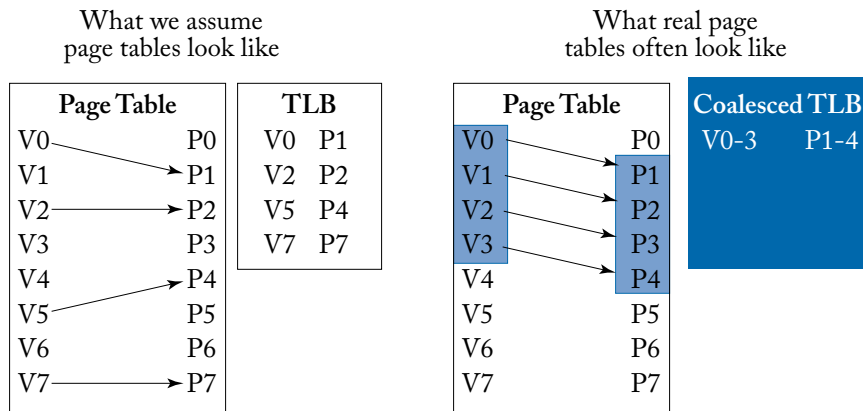 What we assume
page tables look like
Page Table
V0 P0
V1 P1
V2 P2
V3 P3
V4 P4
V5 P5
V6 P6
V7 P7
TLB
V0 P1
V2 P2
V5 P4
V7 P7
What real page
tables often look like
Page Table
V0 P0
V1 P1
V2 P2
V3 P3
V4 P4
V5 P5
V6 P6
V7 P7
Coalesced TLB
V0-3 P1-4